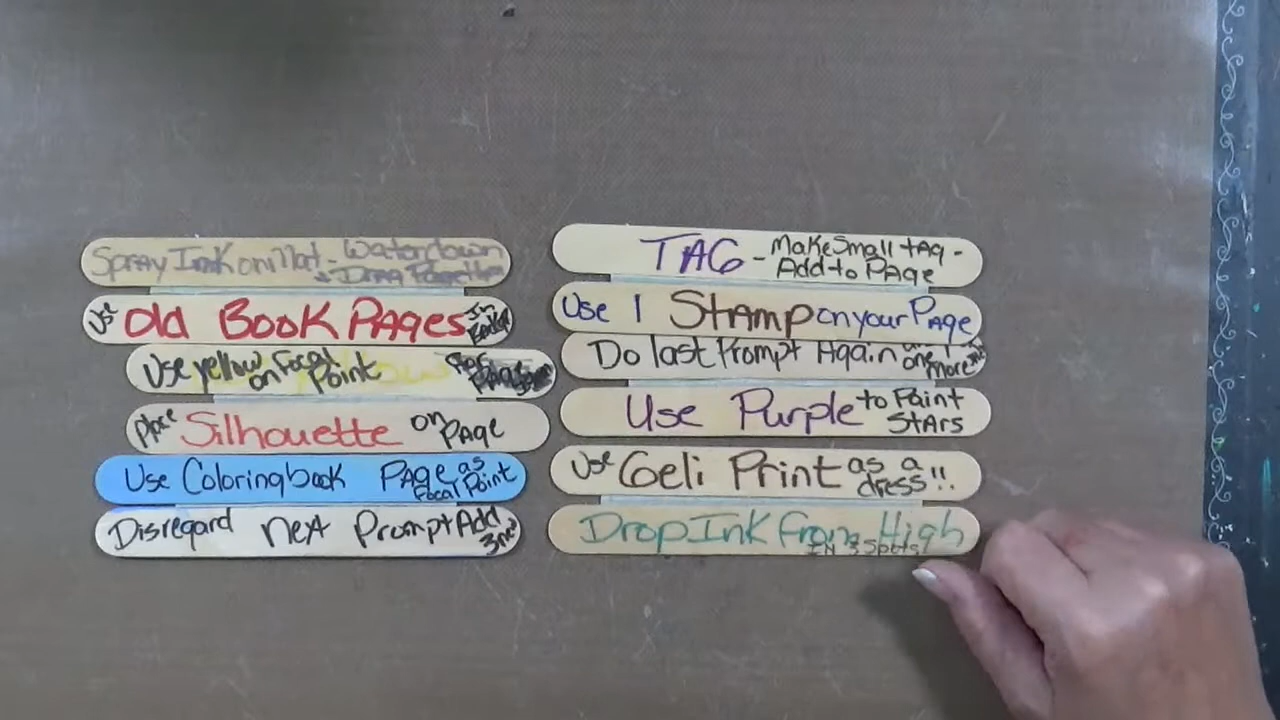 Spray Ink on Mat - Water down
+ Drag Page thru
Use Old Book Pages in
Use yellow on Focal Point
Place Silhouette on Page
Use Coloringbook Page as Focal Point
Disregard next Prompt Add 3
TAG - Make Small tag -
Add to Page
Use 1 Stamp on your Page
Do last Prompt Again one more
Use Purple to Paint Stars
Use Geli Print as a dress!!
Drop Ink From High
IN 3 Spots